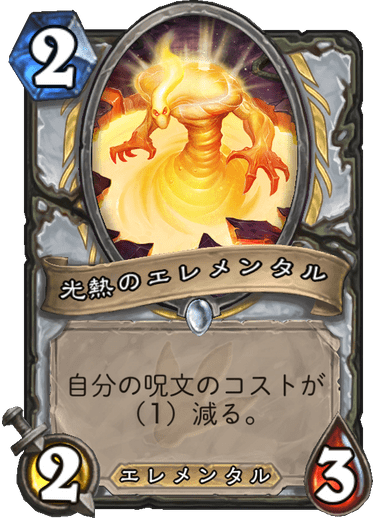 2
光熱のエレメンタル
自分の呪文のコストが
（1）減る。
2
エレメンタル
3